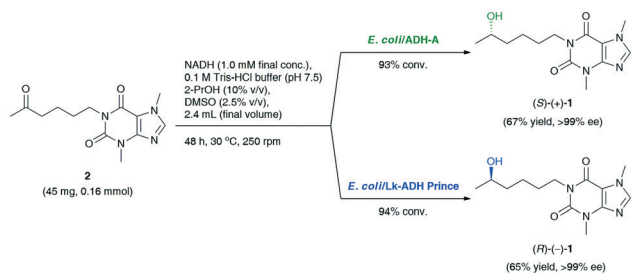 O
O
N
N
O
N
N
2
(45 mg, 0.16 mmol)
NADH (1.0 mM final conc.),
0.1 M Tris-HCl buffer (pH 7.5)
2-PrOH (10% v/v),
DMSO (2.5% v/v),
2.4 mL (final volume)
48 h, 30 °C, 250 rpm
E. coli/ADH-A
93% conv.
OH
O
N
N
O
N
N
(S)-(+)-1
(67% yield, >99% ee)
E. coli/Lk-ADH Prince
94% conv.
OH
O
N
N
O
N
N
(R)-(–)-1
(65% yield, >99% ee)